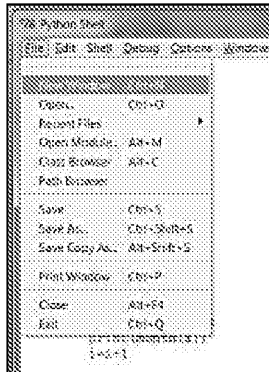 Python Shell
File Edit Shell Debug Options Windows
Open... Ctrl+O
Recent Files
Open Module... Alt+M
Class Browser Alt+C
Path Browser
Save Ctrl+S
Save As... Ctrl+Shift+S
Save Copy As... Alt+Shift+S
Print Window Ctrl+P
Close Alt+F4
Exit Ctrl+Q